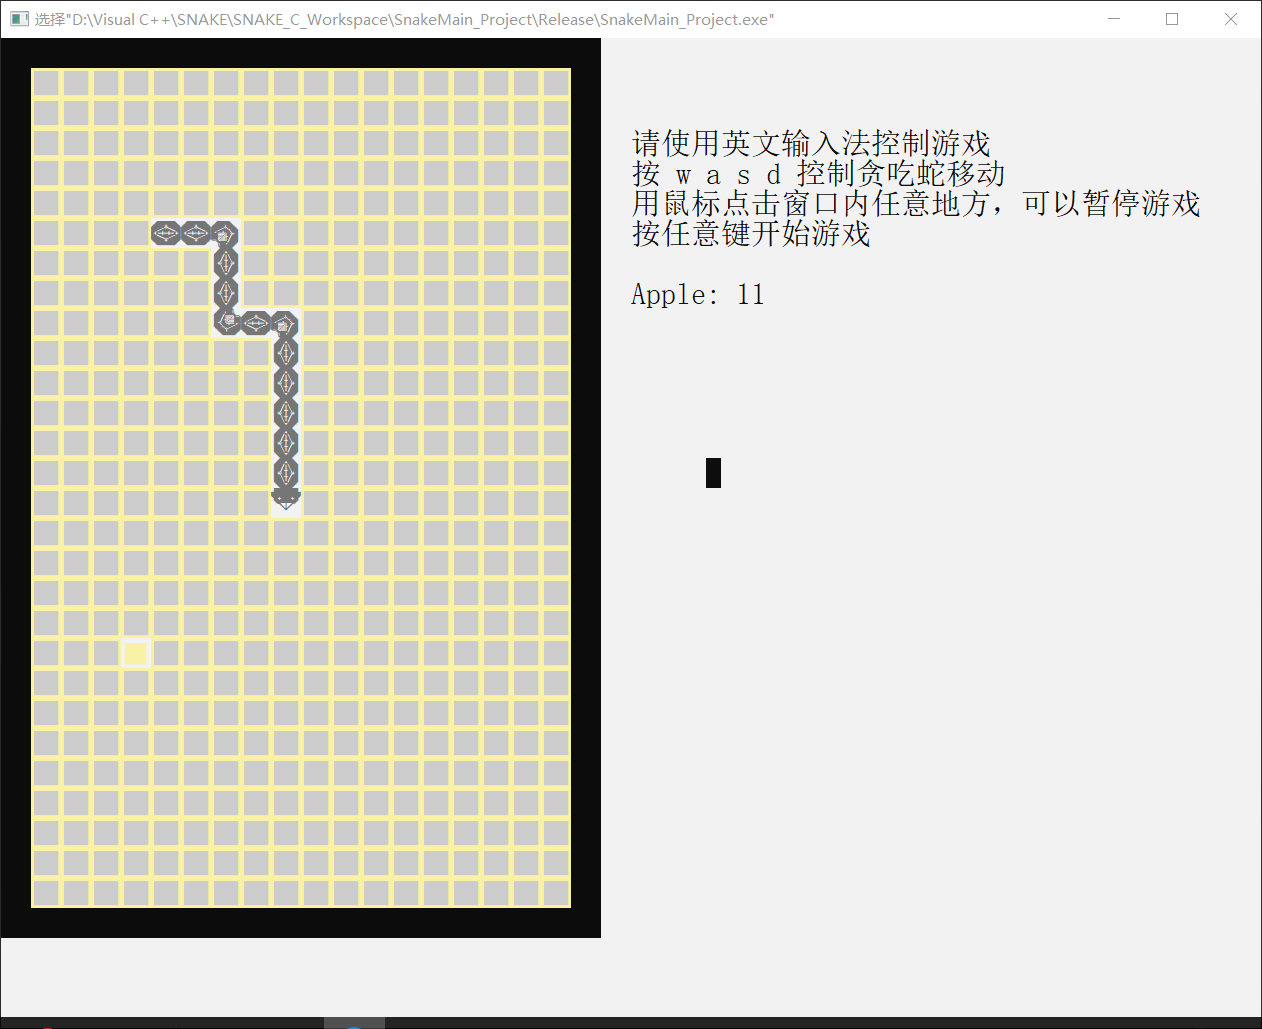 选择"D:\Visual C++\SNAKE\SNAKE_C_Workspace\SnakeMain_Project\Release\SnakeMain_Project.exe"
请使用英文输入法控制游戏
按 w a s d 控制贪吃蛇移动
用鼠标点击窗口内任意地方，可以暂停游戏
按任意键开始游戏
Apple: 11